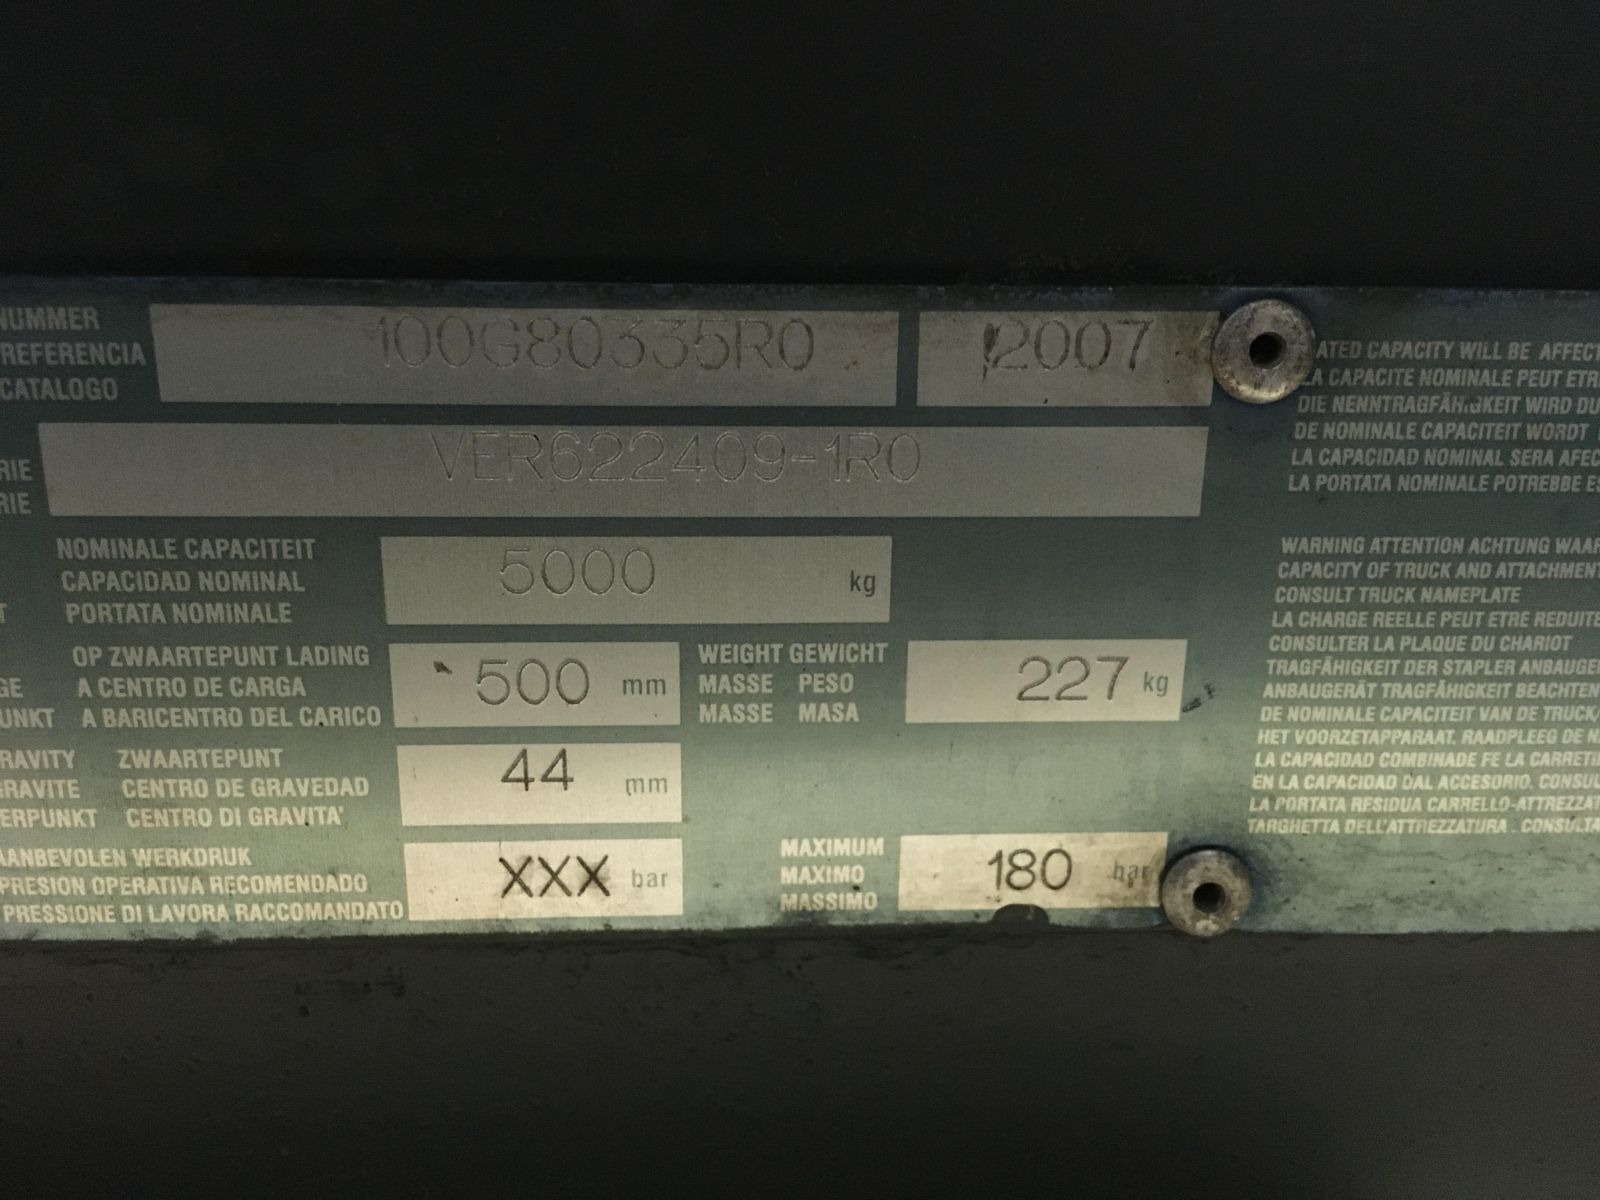 NUMMER
REFERENCIA
CATALOGO
100G80335R0
2007
RIE
RIE
VER622409-1R0
NOMINALE CAPACITEIT
CAPACIDAD NOMINAL
T PORTATA NOMINALE
5000 kg
OP ZWAARTEPUNT LADING
GE A CENTRO DE CARGA
UNKT A BARICENTRO DEL CARICO
500 mm
WEIGHT GEWICHT
MASSE PESO
MASSE MASA
227 kg
RAVITY ZWAARTEPUNT
RAVITE CENTRO DE GRAVEDAD
ERPUNKT CENTRO DI GRAVITA'
44 mm
AANBEVOLEN WERKDRUK
PRESION OPERATIVA RECOMENDADO
PRESSIONE DI LAVORA RACCOMANDATO
XXX bar
MAXIMUM
MAXIMO
MASSIMO
180 bar
ATED CAPACITY WILL BE AFFECT
LA CAPACITE NOMINALE PEUT ETR
DIE NENNTRAGFÄHIGKEIT WIRD DU
DE NOMINALE CAPACITEIT WORDT
LA CAPACIDAD NOMINAL SERA AFEC
LA PORTATA NOMINALE POTREBBE ES
WARNING ATTENTION ACHTUNG WAAR
CAPACITY OF TRUCK AND ATTACHMENT
CONSULT TRUCK NAMEPLATE
LA CHARGE REELLE PEUT ETRE REDUITE
CONSULTER LA PLAQUE DU CHARIOT
TRAGFÄHIGKEIT DER STAPLER ANBAUGE
ANBAUGERÄT TRAGFÄHIGKEIT BEACHTEN
DE NOMINALE CAPACITEIT VAN DE TRUCK/
HET VOORZETAPPARAAT. RAADPLEEG DE N
LA CAPACIDAD COMBINADE FE LA CARRETI
EN LA CAPACIDAD DAL ACCESORIO. CONSUL
LA PORTATA RESIDUA CARRELLO-ATTREZZAT
TARGHETTA DELL'ATTREZZATURA. CONSULTA